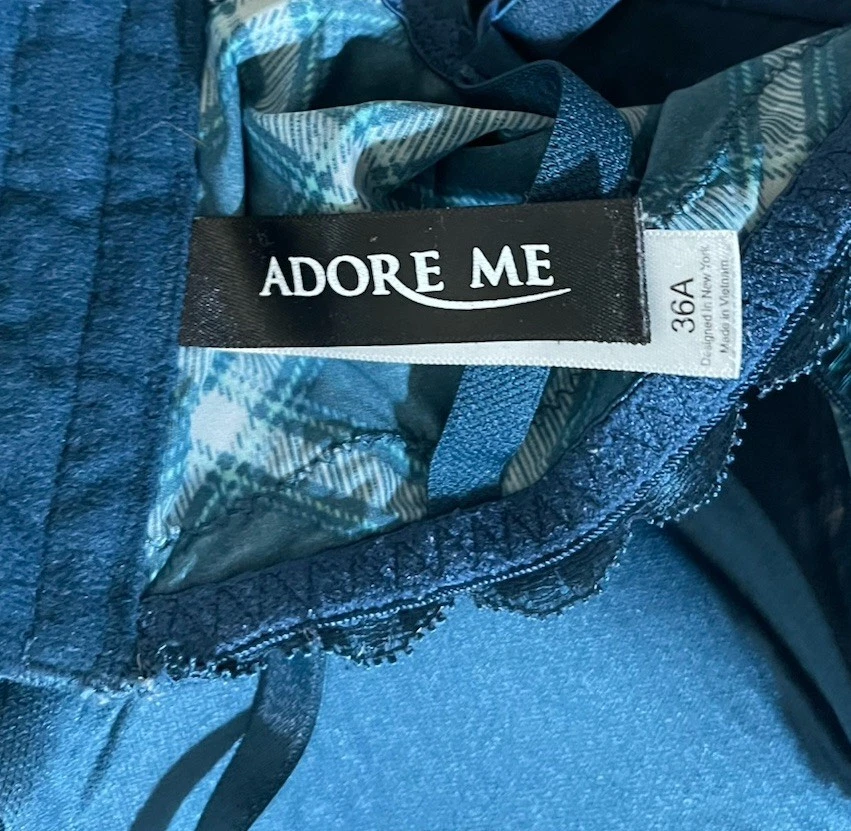 ADORE ME
36A
Designed in New York
Made in Vietnam